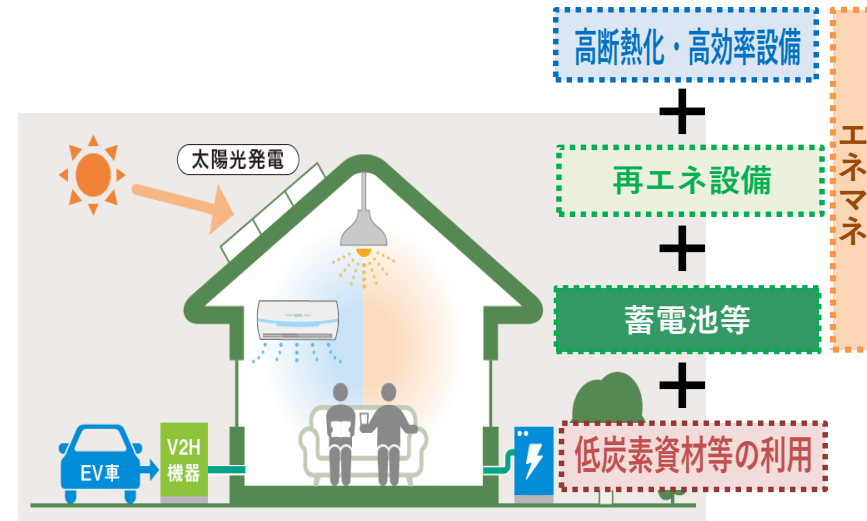 高断熱化・高効率設備
＋
再エネ設備
＋
蓄電池等
＋
低炭素資材等の利用
エネマネ
太陽光発電
EV車
V2H
機器